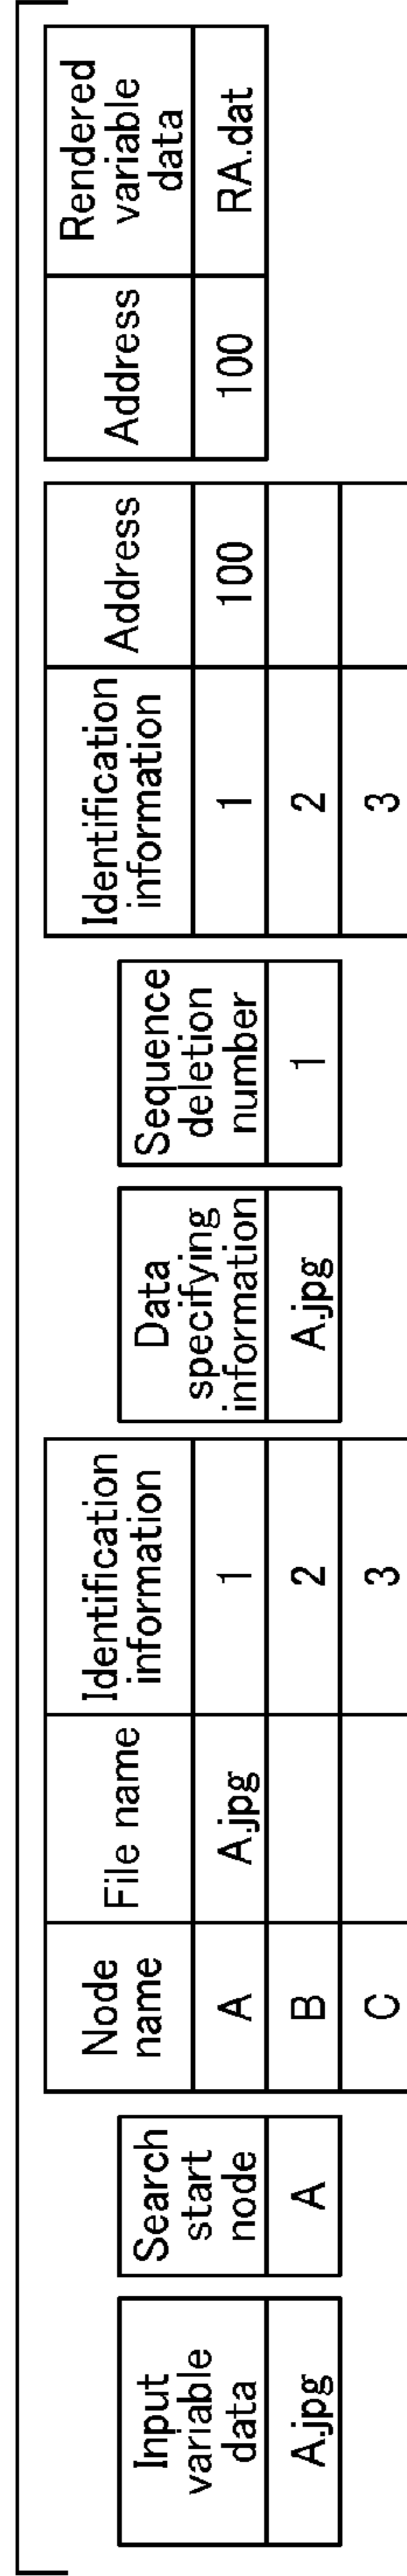 Input
variable
data
A.jpg
Search
start
node
A
Node
name
File name
Identification
information
A
A.jpg
1
B
2
C
3
Data
specifying
information
A.jpg
Sequence
deletion
number
1
Identification
information
Address
1
100
2
3
Address
Rendered
variable
data
100
RA.dat